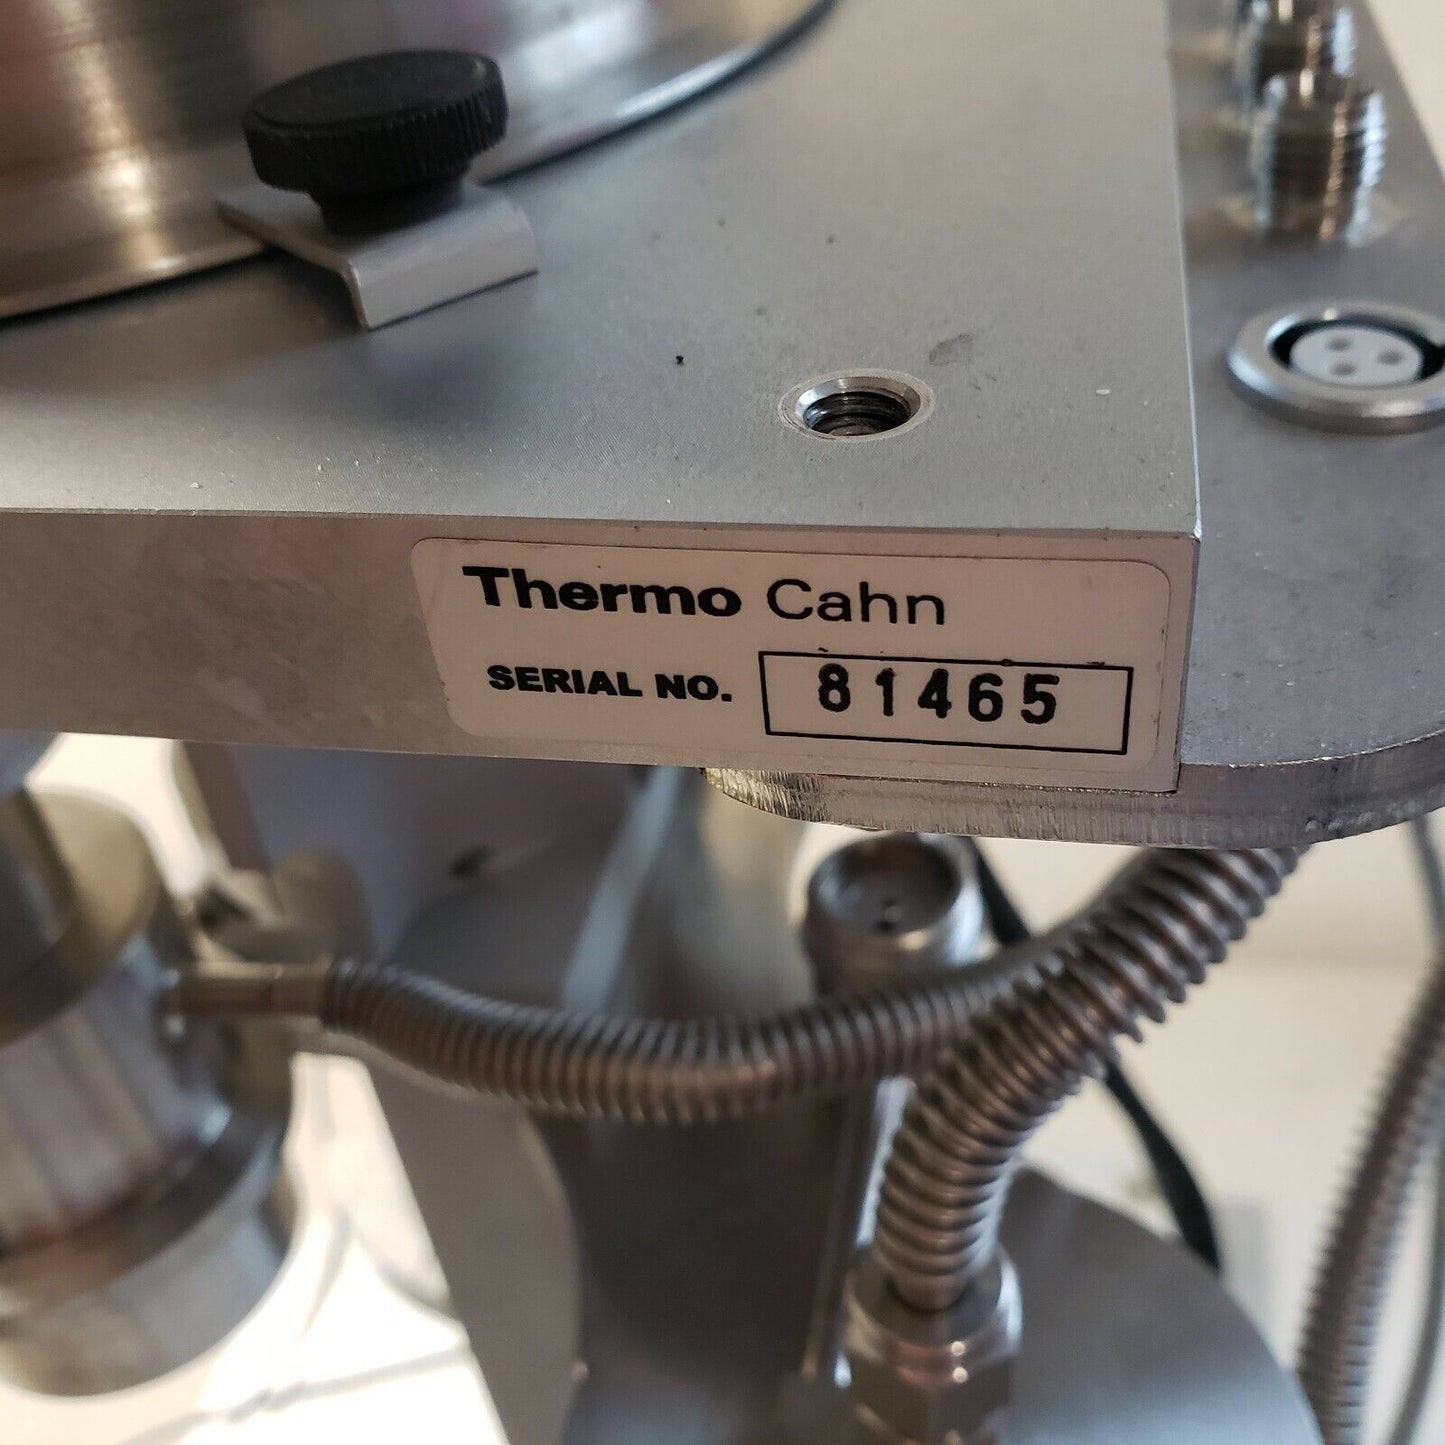 Thermo Cahn
SERIAL NO. 81465